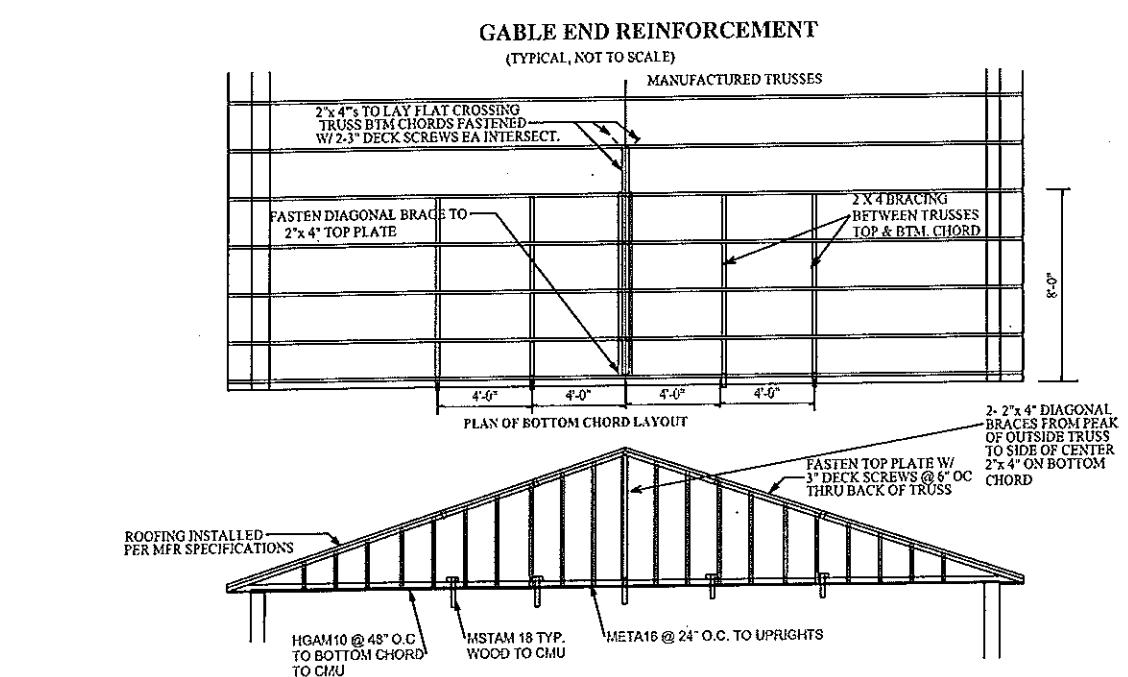 GABLE END REINFORCEMENT
(TYPICAL, NOT TO SCALE)
MANUFACTURED TRUSSES
2"x 4"'s TO LAY FLAT CROSSING
TRUSS BTM CHORDS FASTENED
W/ 2-3" DECK SCREWS EA INTERSECT.
FASTEN DIAGONAL BRACE TO
2"x 4" TOP PLATE
2 X 4 BRACING
BETWEEN TRUSSES
TOP & BTM. CHORD
8'-0"
4'-0"
4'-0"
4'-0"
4'-0"
PLAN OF BOTTOM CHORD LAYOUT
2- 2"x 4" DIAGONAL
BRACES FROM PEAK
OF OUTSIDE TRUSS
TO SIDE OF CENTER
2"x 4" ON BOTTOM
CHORD
FASTEN TOP PLATE W/
3" DECK SCREWS @ 6" OC
THRU BACK OF TRUSS
ROOFING INSTALLED
PER MFR SPECIFICATIONS
HGAM10 @ 48" O.C
TO BOTTOM CHORD
TO CMU
MSTAM 18 TYP.
WOOD TO CMU
META16 @ 24" O.C. TO UPRIGHTS